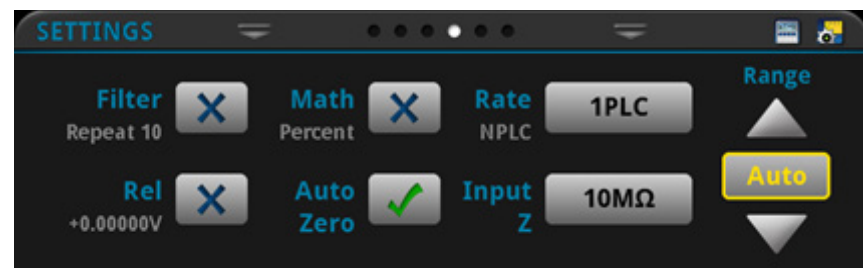 SETTINGS
Range
Filter
Repeat 10
Math
Percent
Rate
NPLC
1PLC
Auto
Rel
+0.00000V
Auto
Zero
Input
Z
10MΩ